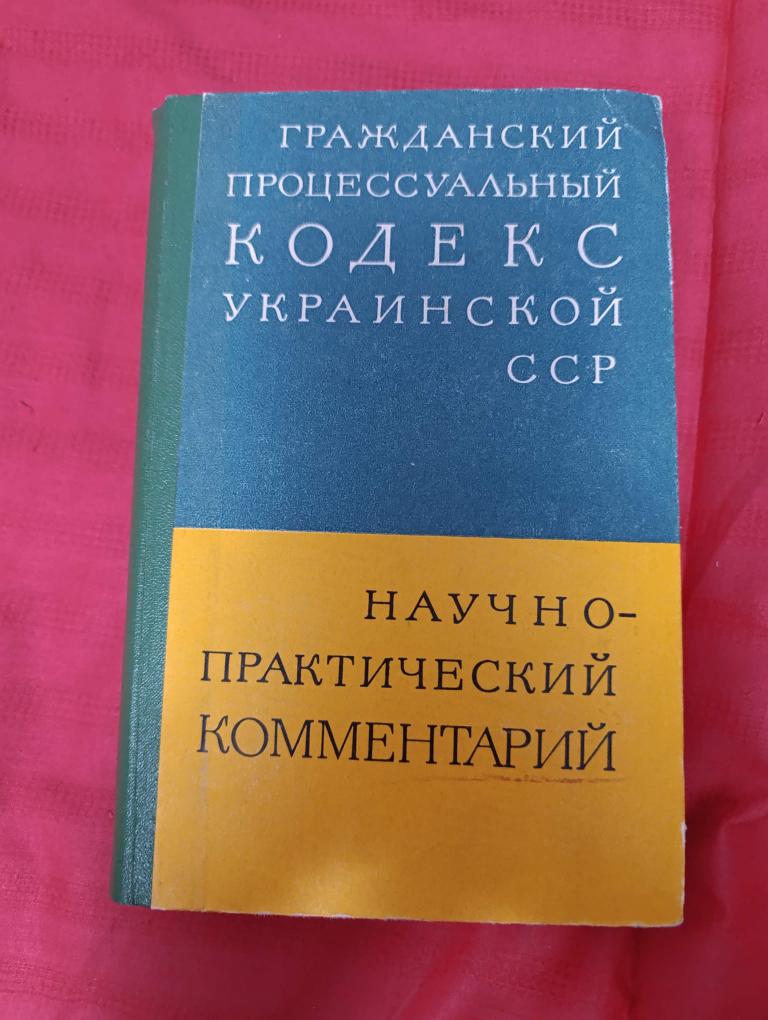 ГРАЖДАНСКИЙ
ПРОЦЕССУАЛЬНЫЙ
КОДЕКС
УКРАИНСКОЙ
ССР
НАУЧНО-
ПРАКТИЧЕСКИЙ
КОММЕНТАРИЙ